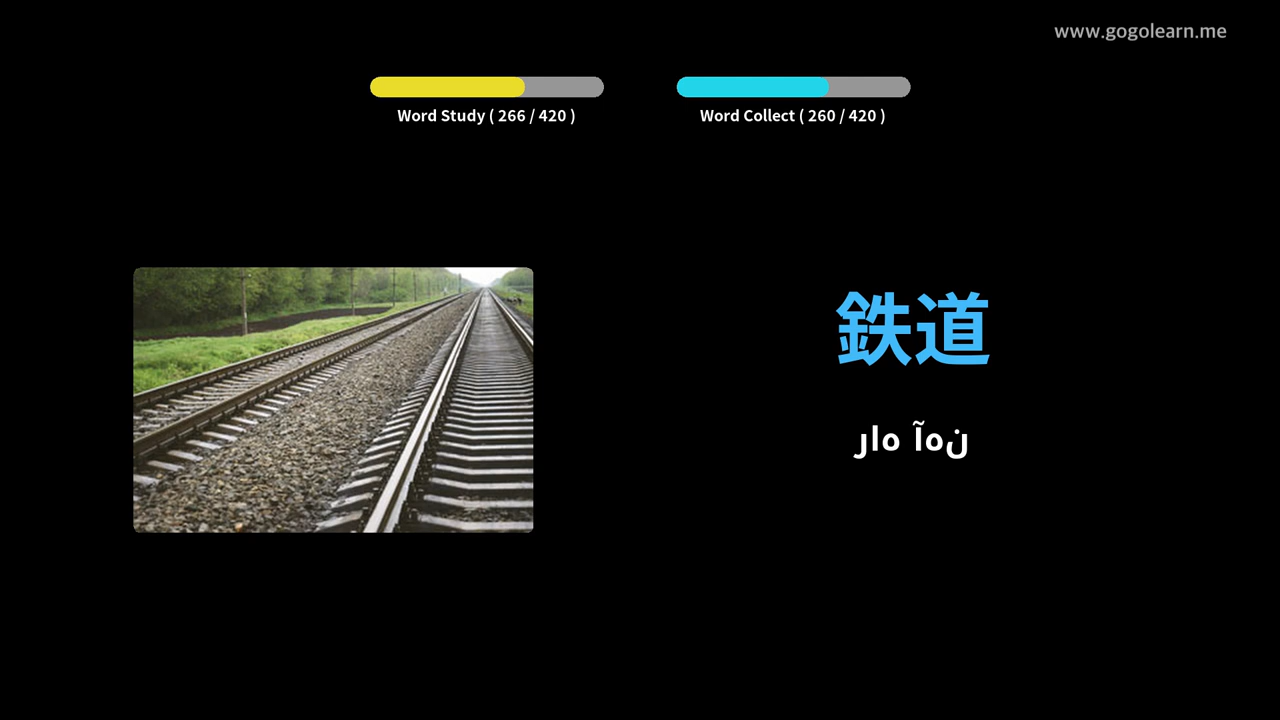 www.gogolearn.me
Word Study ( 266 / 420 )
Word Collect ( 260 / 420 )
鉄道
راه آهن